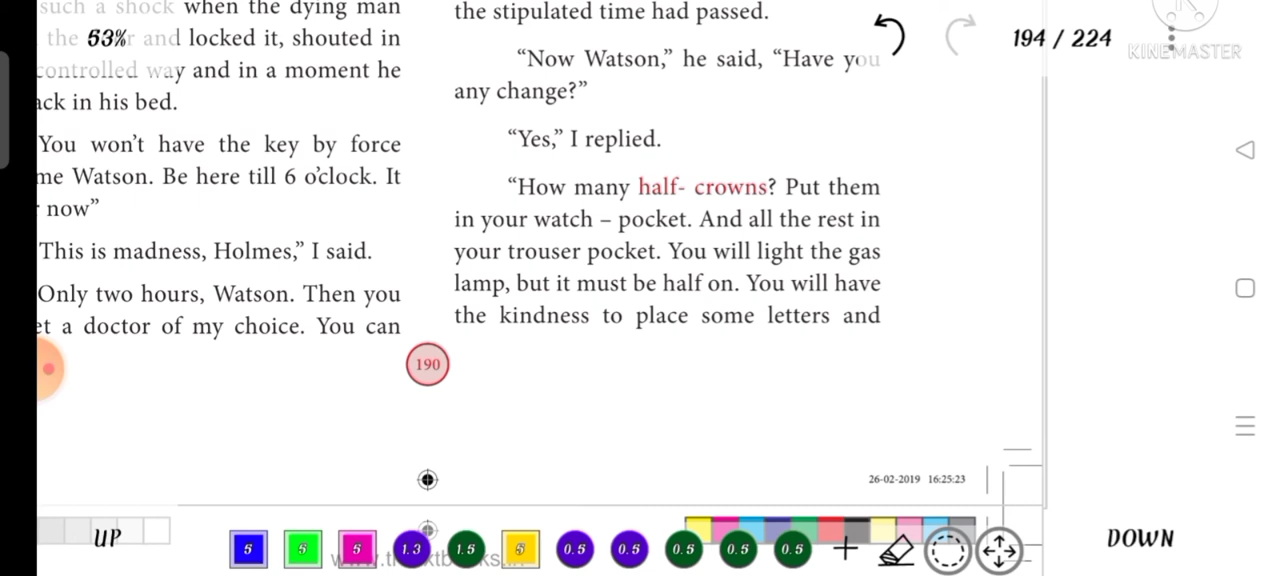 such a shock when the dying man
the 53% and locked it, shouted in
controlled way and in a moment he
ack in his bed.
You won't have the key by force
me Watson. Be here till 6 o'clock. It
now”
This is madness, Holmes,” I said.
Only two hours, Watson. Then you
et a doctor of my choice. You can
the stipulated time had passed.
“Now Watson,” he said, “Have you
any change?”
“Yes,” I replied.
“How many half- crowns? Put them
in your watch – pocket. And all the rest in
your trouser pocket. You will light the gas
lamp, but it must be half on. You will have
the kindness to place some letters and
190
194 / 224
KINEMASTER
26-02-2019 16:25:23
UP
5 5 5 1.3 1.5 5 0.5 0.5 0.5 0.5 0.5
DOWN